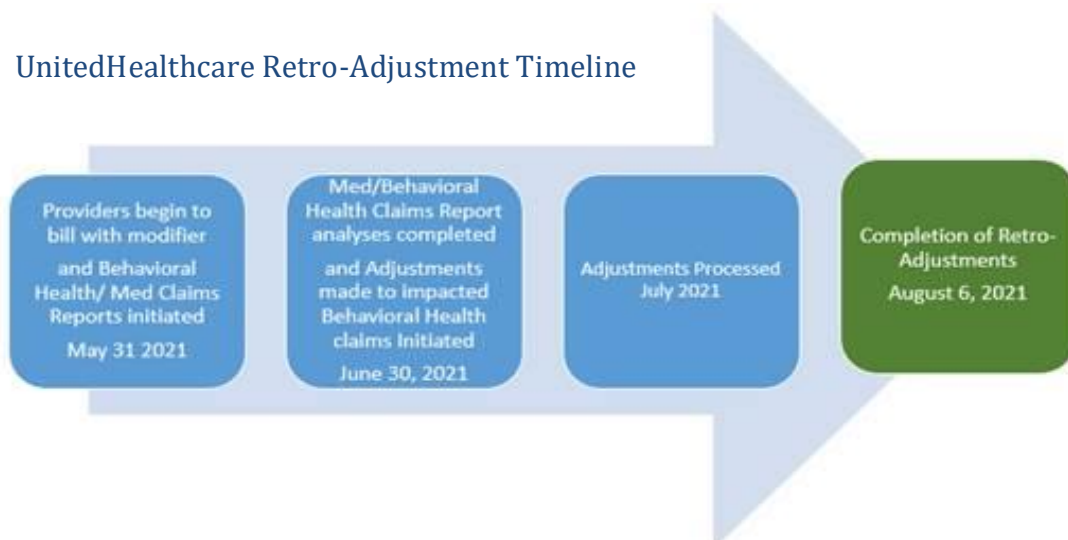 UnitedHealthcare Retro-Adjustment Timeline
Providers begin to
bill with modifier
and Behavioral
Health/ Med Claims
Reports initiated
May 31 2021
Med/Behavioral
Health Claims Report
analyses completed
and Adjustments
made to impacted
Behavioral Health
claims Initiated
June 30, 2021
Adjustments Processed
July 2021
Completion of Retro-
Adjustments
August 6, 2021